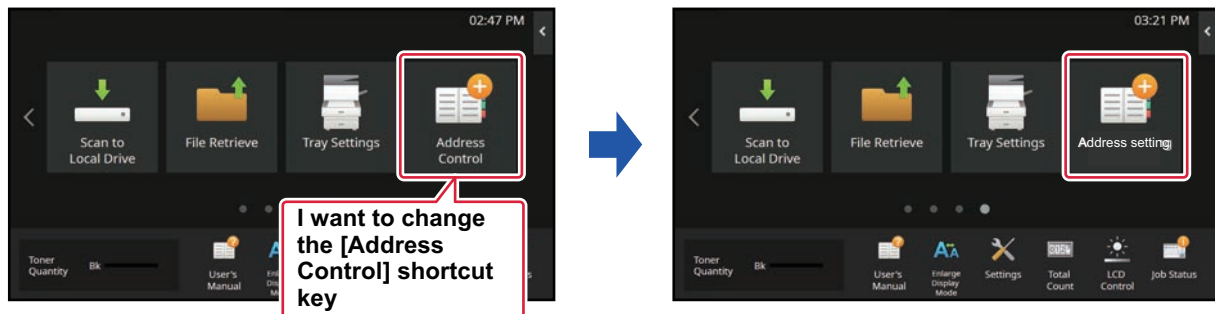 02:47 PM
Scan to
Local Drive
File Retrieve
Tray Settings
Address
Control
I want to change
the [Address
Control] shortcut
key
Toner
Quantity
Bk
User's
Manual
03:21 PM
Scan to
Local Drive
File Retrieve
Tray Settings
Address setting
Toner
Quantity
Bk
User's
Manual
Enlarge
Display
Mode
Settings
Total
Count
LCD
Control
Job Status